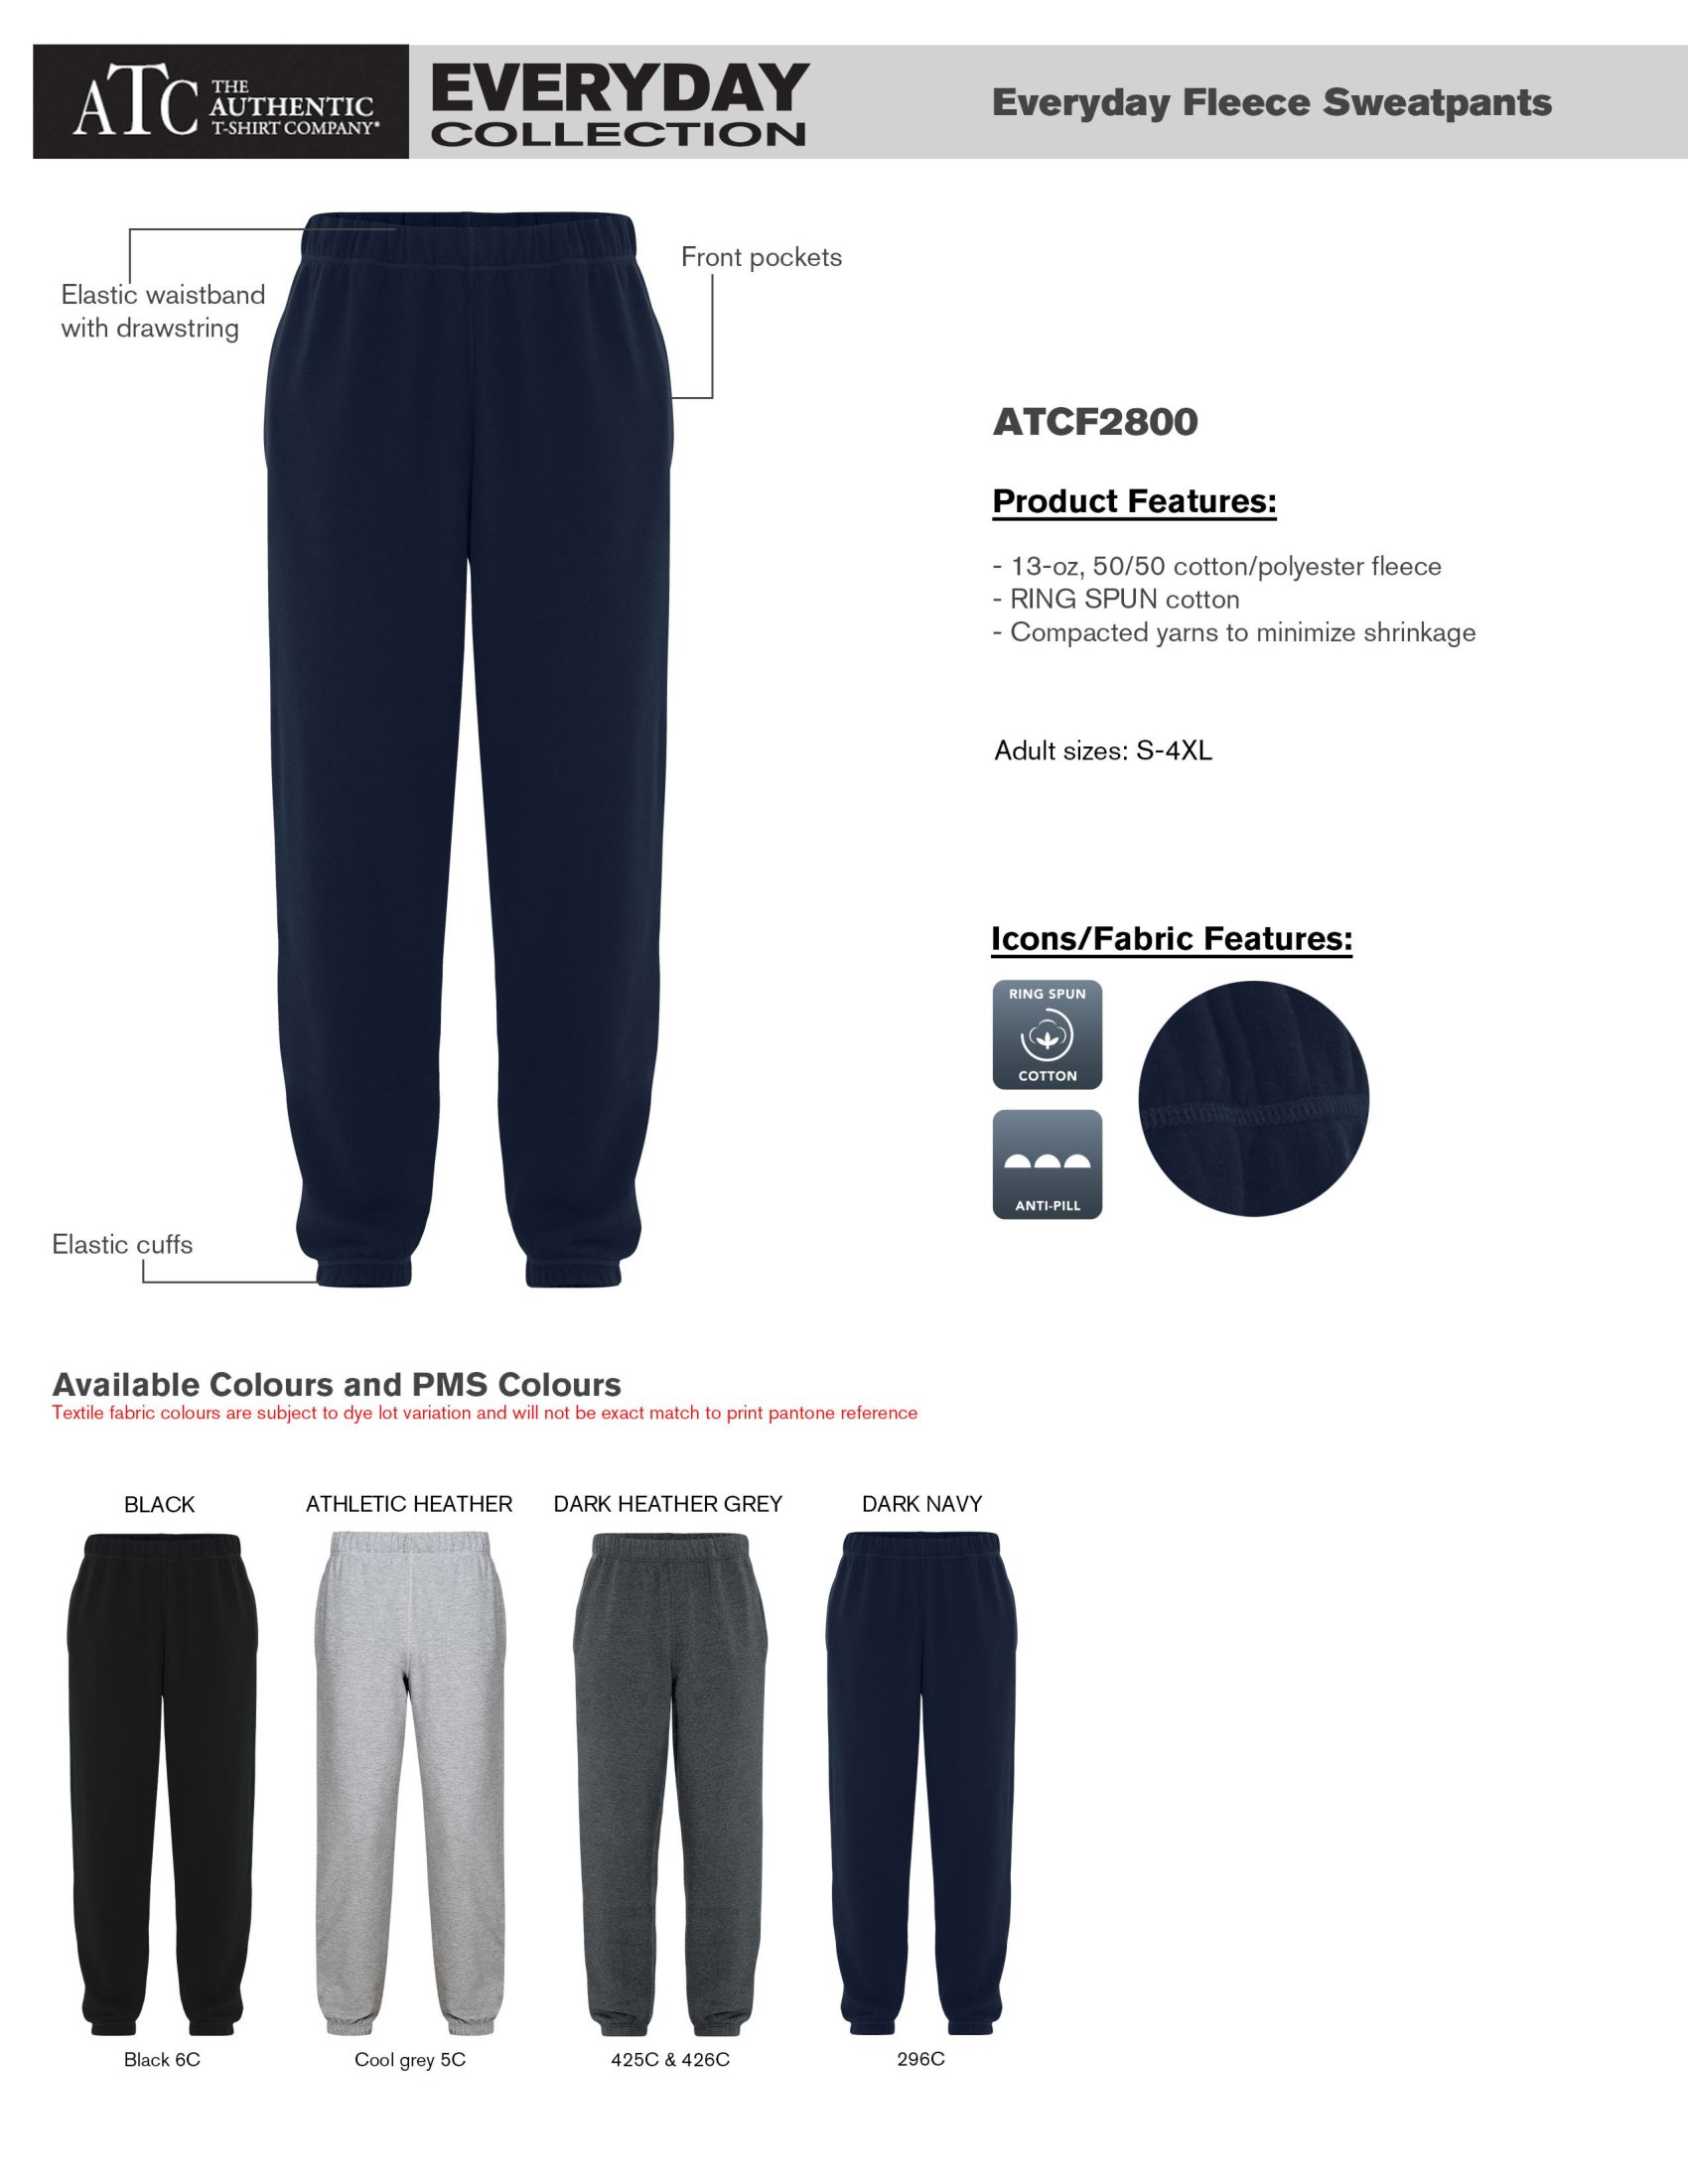 ATC THE
AUTHENTIC
T-SHIRT COMPANY®
EVERYDAY
COLLECTION
Everyday Fleece Sweatpants
Elastic waistband
with drawstring
Front pockets
Elastic cuffs
ATCF2800
Product Features:
- 13-oz, 50/50 cotton/polyester fleece
- RING SPUN cotton
- Compacted yarns to minimize shrinkage
Adult sizes: S-4XL
Icons/Fabric Features:
RING SPUN
COTTON
ANTI-PILL
Available Colours and PMS Colours
Textile fabric colours are subject to dye lot variation and will not be exact match to print pantone reference
BLACK
ATHLETIC HEATHER
DARK HEATHER GREY
DARK NAVY
Black 6C
Cool grey 5C
425C & 426C
296C